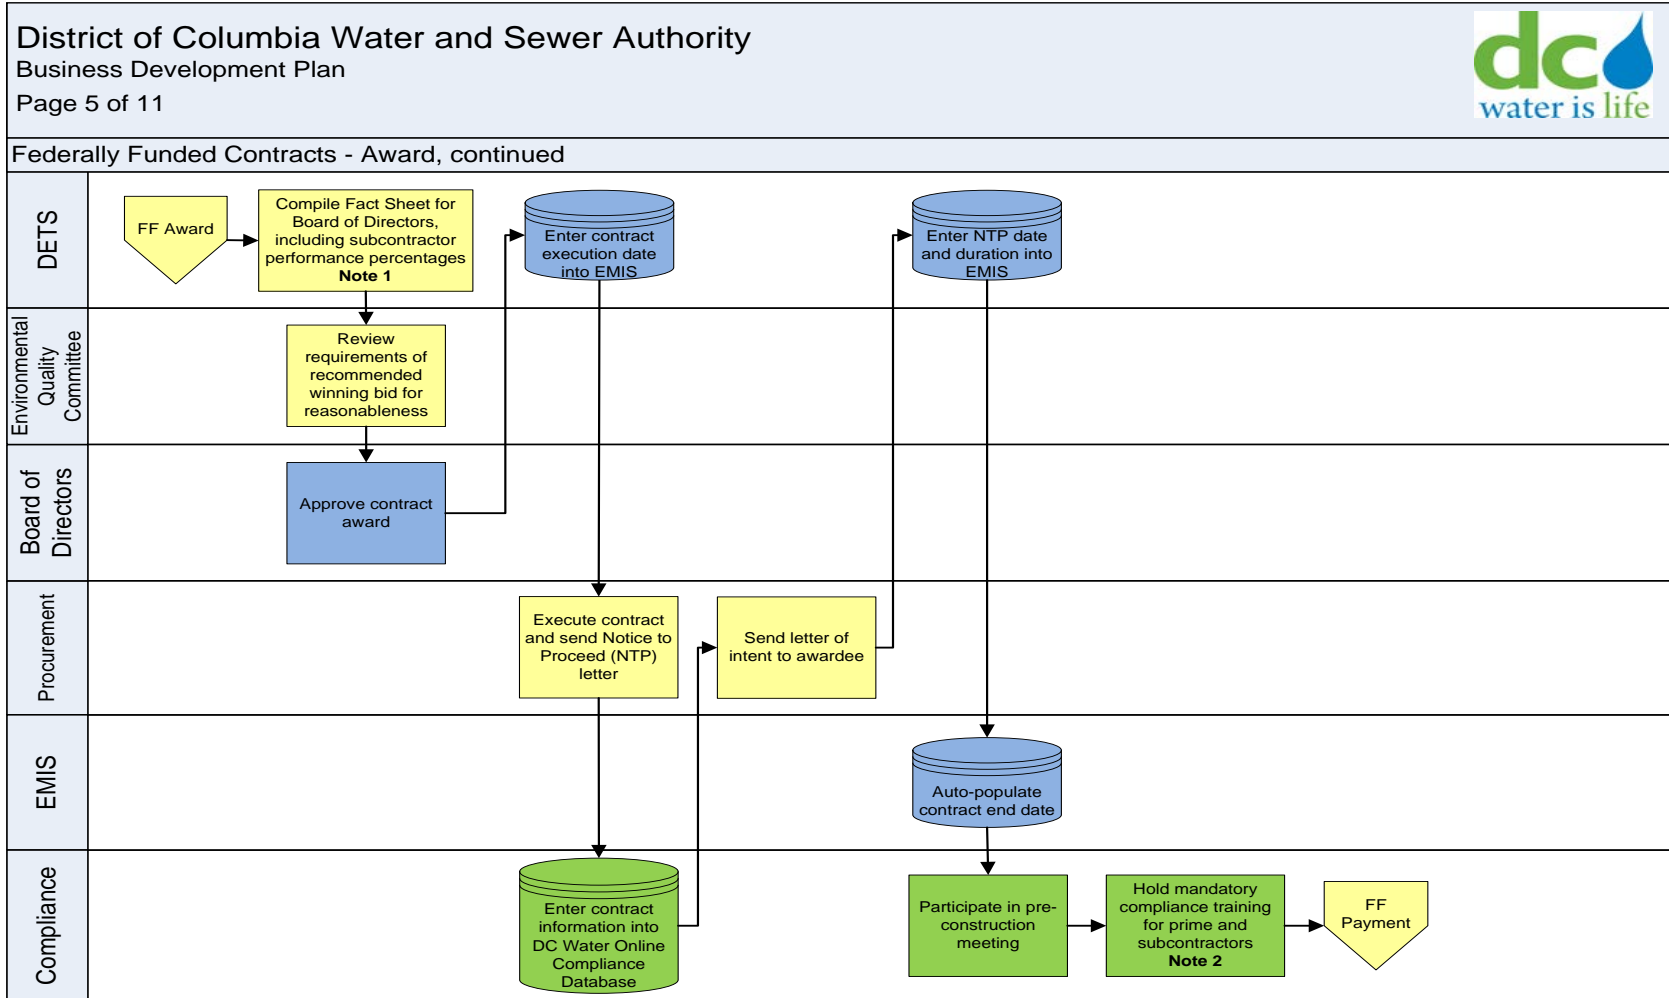 District of Columbia Water and Sewer Authority
Business Development Plan
Page 5 of 11
dc
water is life
Federally Funded Contracts - Award, continued
DETS
FF Award
Compile Fact Sheet for
Board of Directors,
including subcontractor
performance percentages
Note 1
Enter contract
execution date
into EMIS
Enter NTP date
and duration into
EMIS
Environmental
Quality
Committee
Review
requirements of
recommended
winning bid for
reasonableness
Board of
Directors
Approve contract
award
Procurement
Execute contract
and send Notice to
Proceed (NTP)
letter
Send letter of
intent to awardee
EMIS
Auto-populate
contract end date
Compliance
Enter contract
information into
DC Water Online
Compliance
Database
Participate in pre-
construction
meeting
Hold mandatory
compliance training
for prime and
subcontractors
Note 2
FF
Payment